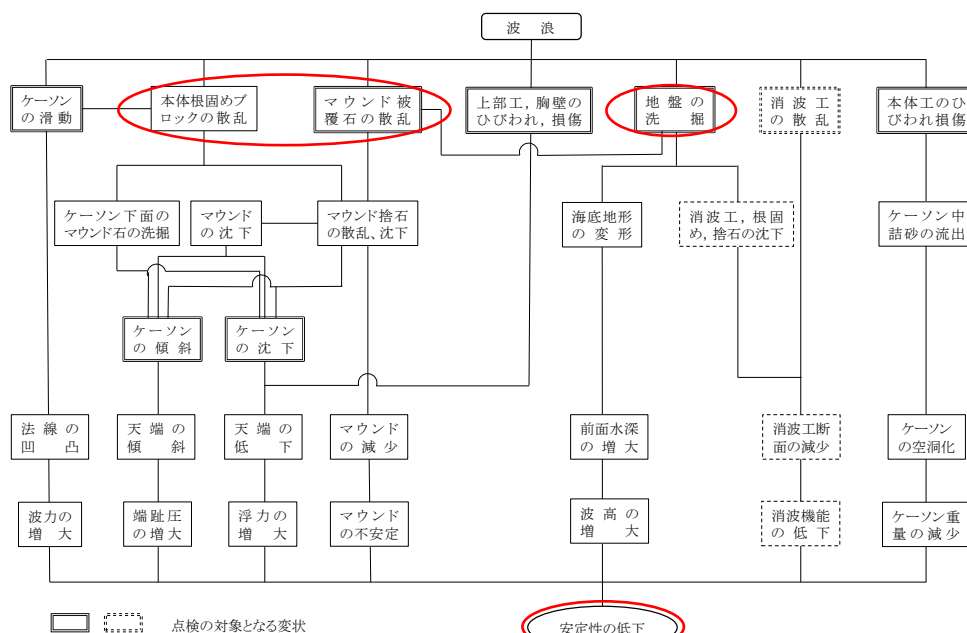 波 浪
ケーソン
の 滑 動
本体根固めブ
ロックの散乱
マウンド被
覆石の散乱
上部工，胸壁の
ひびわれ，損傷
地 盤 の
洗 掘
消 波 工
の 散 乱
本体工のひ
びわれ損傷
ケーソン下面の
マウンド石の洗掘
マウンド
の 沈 下
マウンド捨石
の散乱、沈下
海底地形
の 変 形
消波工，根固
め，捨石の沈下
ケーソン中
詰砂の流出
ケーソン
の 傾 斜
ケーソン
の 沈 下
法線の
凹 凸
天端の
傾 斜
天端の
低 下
マウンド
の 減 少
前面水深
の 増 大
消波工断
面の減少
ケーソン
の空洞化
波力の
増 大
端趾圧
の増大
浮力の
増 大
マウンド
の不安定
波 高 の
増 大
消波機能
の 低 下
ケーソン重
量の減少
点検の対象となる変状
安定性の低下